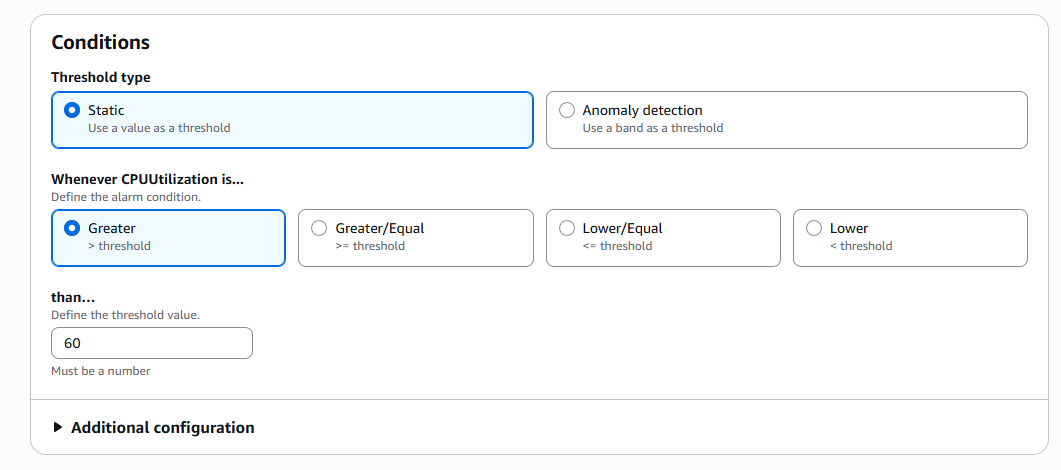 Conditions
Threshold type
Static
Use a value as a threshold
Anomaly detection
Use a band as a threshold
Whenever CPUUtilization is...
Define the alarm condition.
Greater
> threshold
Greater/Equal
>= threshold
Lower/Equal
<= threshold
Lower
< threshold
than...
Define the threshold value.
60
Must be a number
Additional configuration